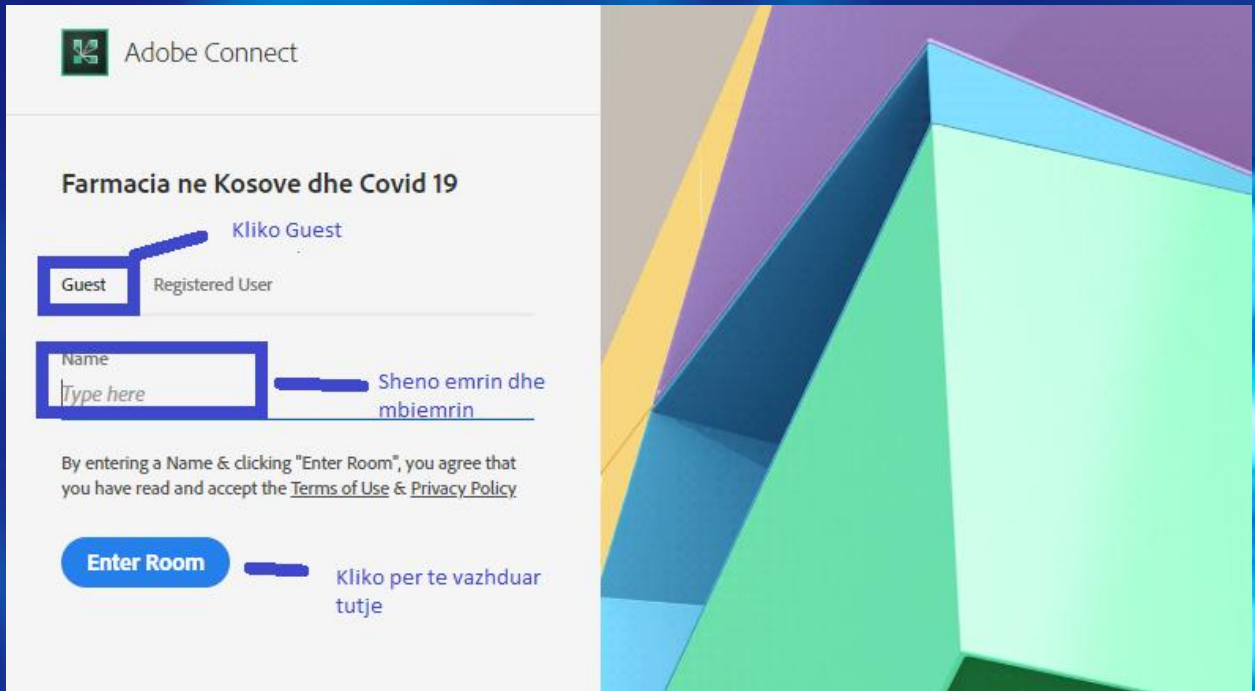 Adobe Connect
Farmacia ne Kosove dhe Covid 19
Kliko Guest
Guest
Registered User
Name
Type here
Sheno emrin dhe
mbiemrin
By entering a Name & clicking "Enter Room", you agree that
you have read and accept the Terms of Use & Privacy Policy
Enter Room
Kliko per te vazhduar
tutje